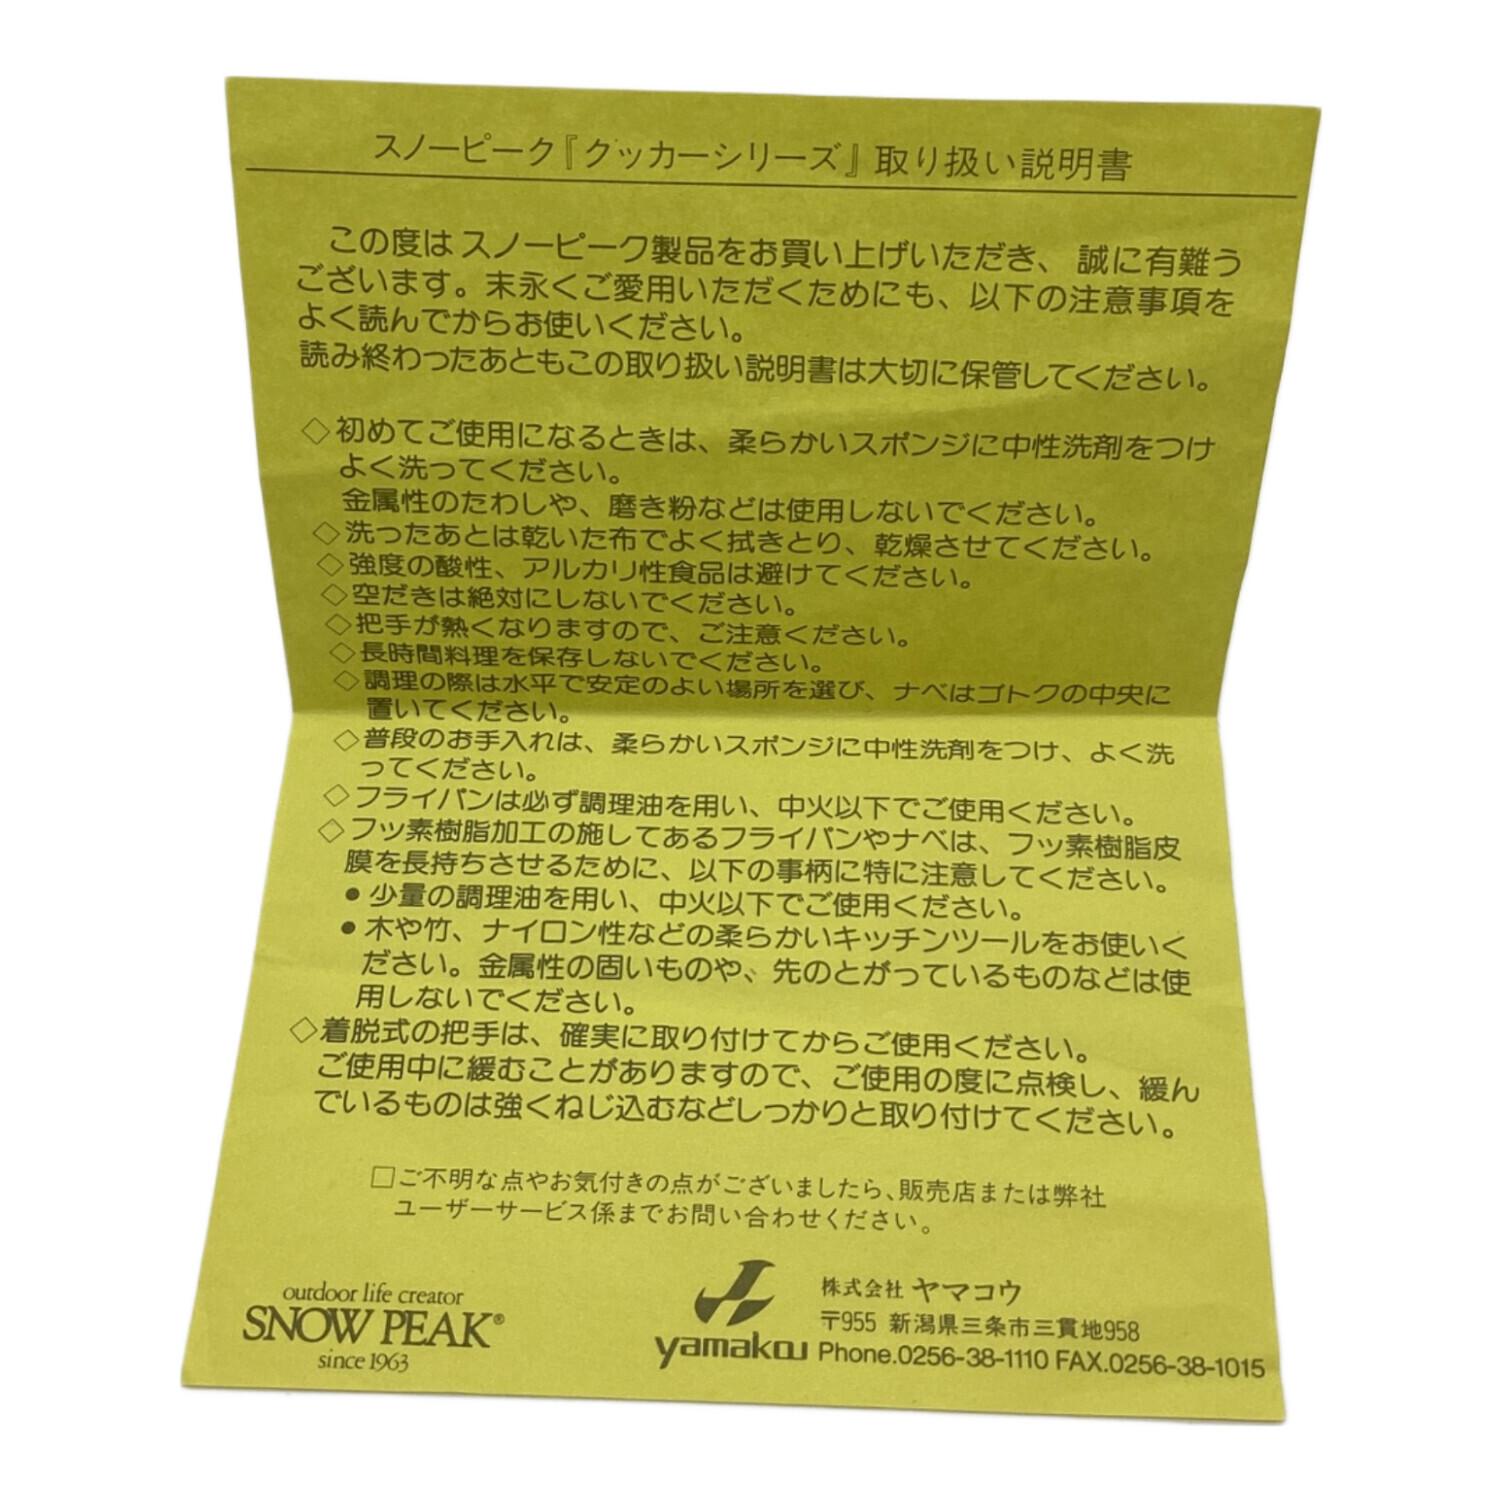 スノーピーク『クッカーシリーズ』取り扱い説明書
この度はスノーピーク製品をお買い上げいただき、誠に有難う
ございます。末永くご愛用いただくためにも、以下の注意事項を
よく読んでからお使いください。
読み終わったあともこの取り扱い説明書は大切に保管してください。
◇初めてご使用になるときは、柔らかいスポンジに中性洗剤をつけ
よく洗ってください。
金属性のたわしや、磨き粉などは使用しないでください。
◇洗ったあとは乾いた布でよく拭きとり、乾燥させてください。
◇強度の酸性、アルカリ性食品は避けてください。
◇空だきは絶対にしないでください。
◇把手が熱くなりますので、ご注意ください。
◇長時間料理を保存しないでください。
◇調理の際は水平で安定のよい場所を選び、ナベはゴトクの中央に
置いてください。
◇普段のお手入れは、柔らかいスポンジに中性洗剤をつけ、よく洗
ってください。
◇フライパンは必ず調理油を用い、中火以下でご使用ください。
◇フッ素樹脂加工の施してあるフライパンやナベは、フッ素樹脂皮
膜を長持ちさせるために、以下の事柄に特に注意してください。
●少量の調理油を用い、中火以下でご使用ください。
●木や竹、ナイロン性などの柔らかいキッチンツールをお使いく
ださい。金属性の固いものや、先のとがっているものなどは使
用しないでください。
◇着脱式の把手は、確実に取り付けてからご使用ください。
ご使用中に緩むことがありますので、ご使用の度に点検し、緩ん
でいるものは強くねじ込むなどしっかりと取り付けてください。
□ご不明な点やお気付きの点がございましたら、販売店または弊社
ユーザーサービス係までお問い合わせください。
outdoor life creator
SNOW PEAK®
since 1963
yamakou
株式会社 ヤマコウ
〒955 新潟県三条市三貫地958
Phone.0256-38-1110 FAX.0256-38-1015